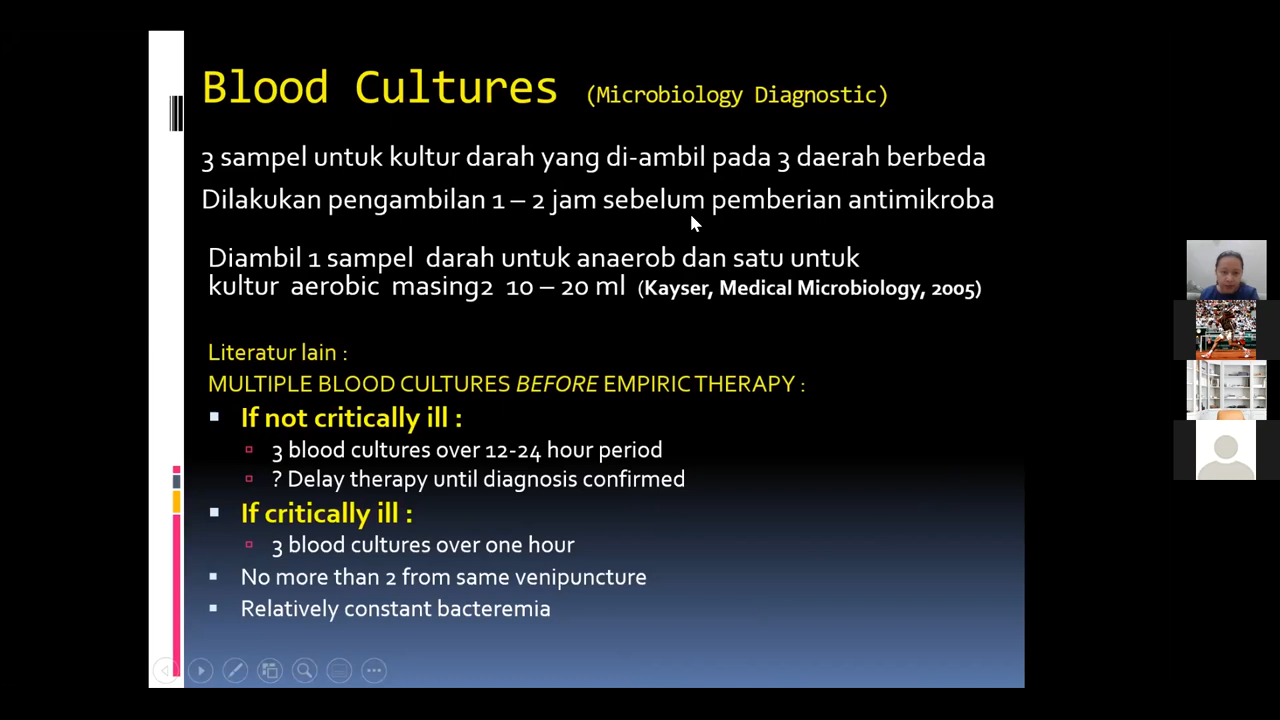 Blood Cultures (Microbiology Diagnostic)
3 sampel untuk kultur darah yang di-ambil pada 3 daerah berbeda
Dilakukan pengambilan 1 – 2 jam sebelum pemberian antimikroba
Diambil 1 sampel darah untuk anaerob dan satu untuk
kultur aerobic masing2 10 – 20 ml (Kayser, Medical Microbiology, 2005)
Literatur lain :
MULTIPLE BLOOD CULTURES BEFORE EMPIRIC THERAPY :
If not critically ill :
3 blood cultures over 12-24 hour period
? Delay therapy until diagnosis confirmed
If critically ill :
3 blood cultures over one hour
No more than 2 from same venipuncture
Relatively constant bacteremia